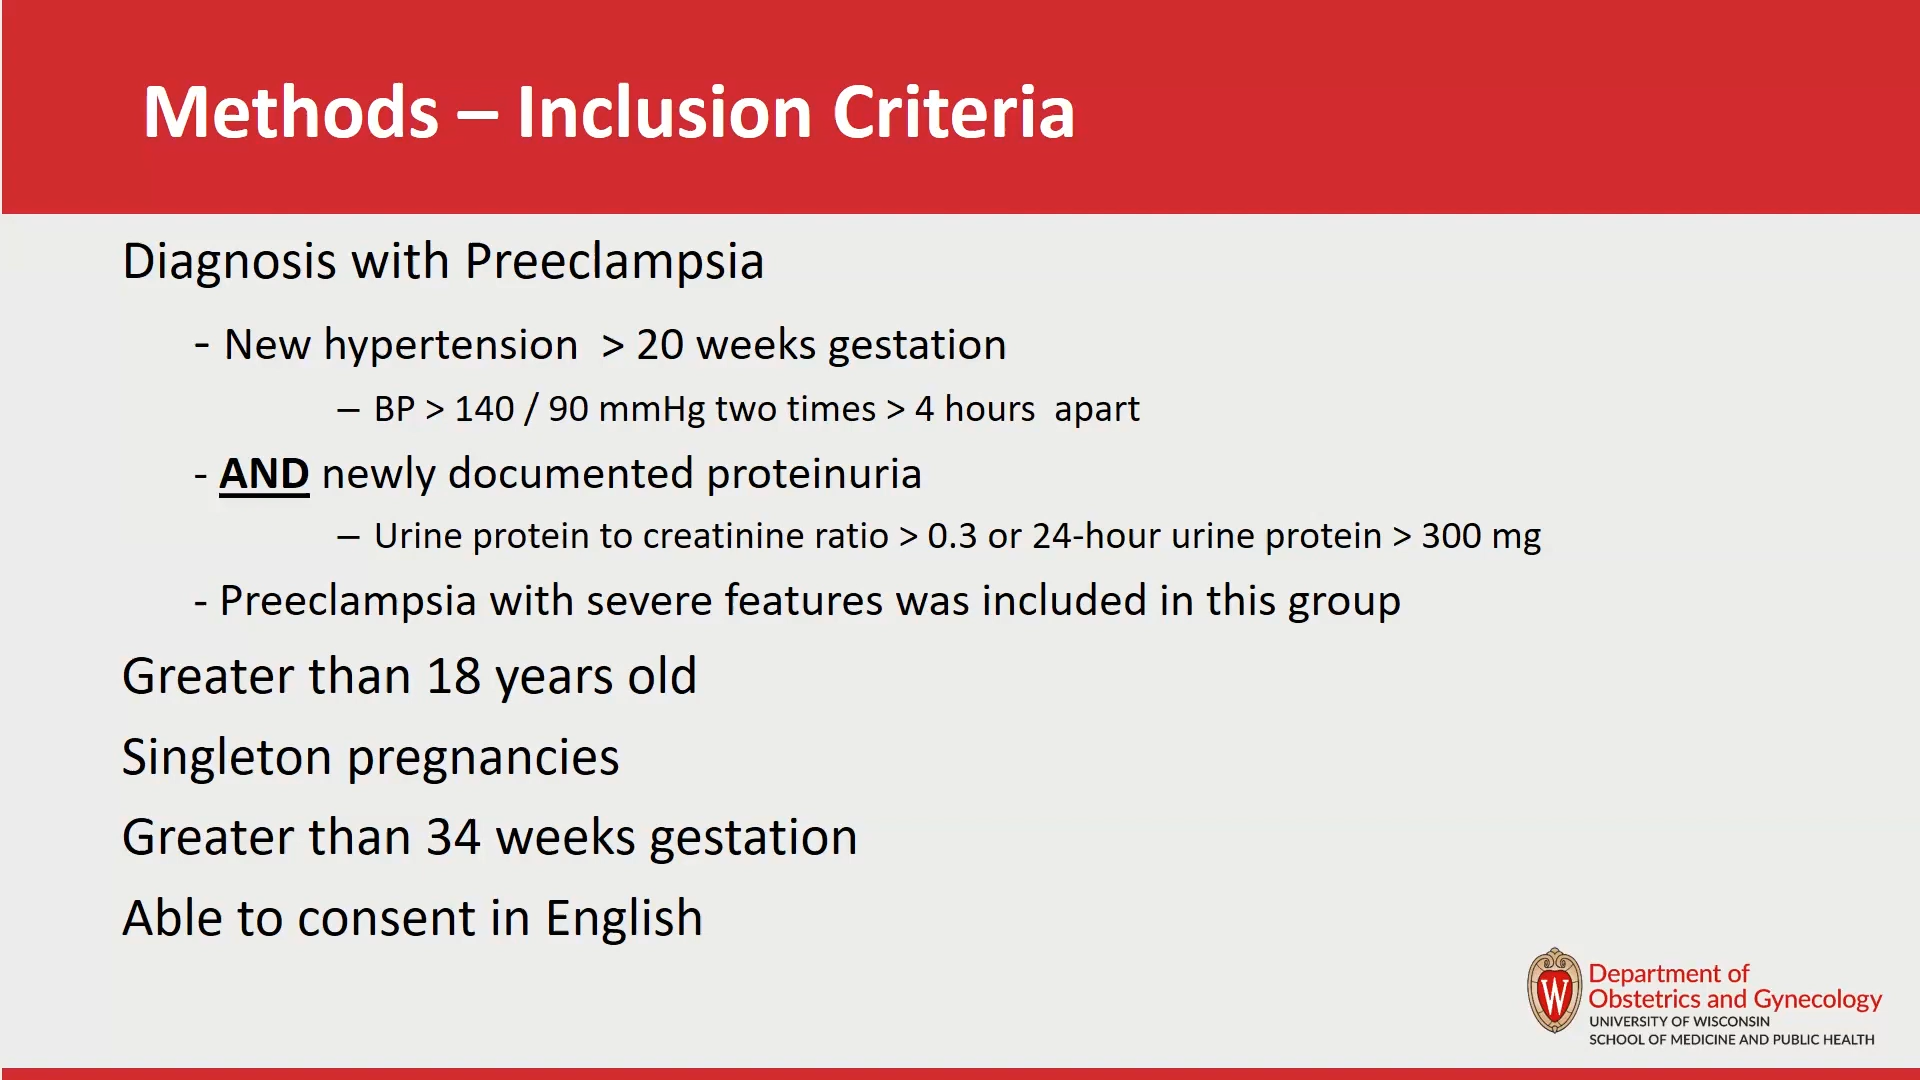 Methods – Inclusion Criteria
Diagnosis with Preeclampsia
- New hypertension  > 20 weeks gestation
– BP > 140 / 90 mmHg two times > 4 hours  apart
- AND newly documented proteinuria
– Urine protein to creatinine ratio > 0.3 or 24-hour urine protein > 300 mg
- Preeclampsia with severe features was included in this group
Greater than 18 years old
Singleton pregnancies
Greater than 34 weeks gestation
Able to consent in English
W
Department of
Obstetrics and Gynecology
UNIVERSITY OF WISCONSIN
SCHOOL OF MEDICINE AND PUBLIC HEALTH